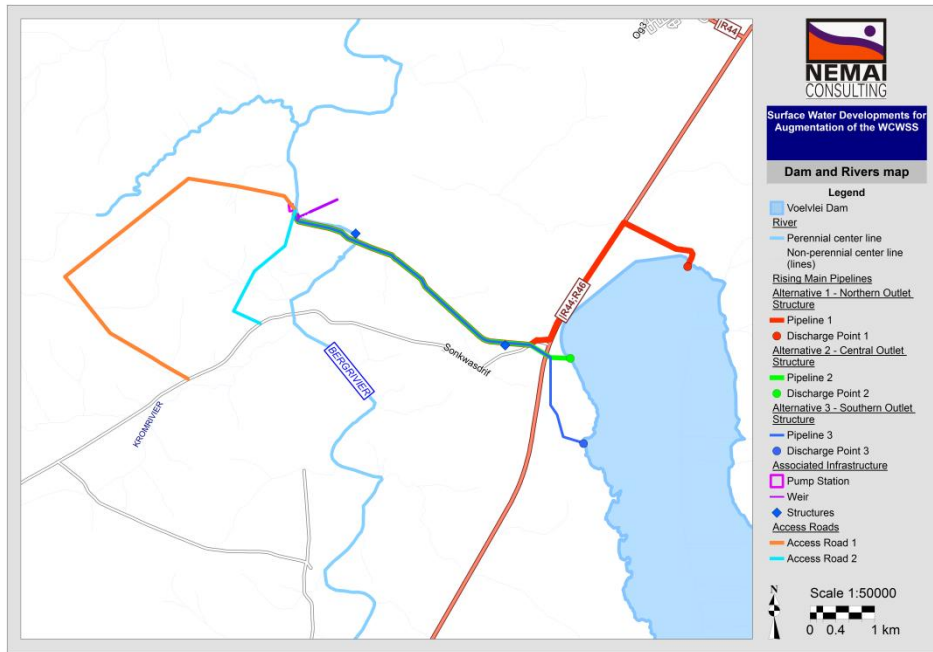 Og3
R44
R44;R46
Sonkwasdrif
BERGRIVIER
KROMRIVIER
NEMAI
CONSULTING
Surface Water Developments for
Augmentation of the WCWSS
Dam and Rivers map
Legend
Voelvlei Dam
River
Perennial center line
Non-perennial center line
(lines)
Rising Main Pipelines
Alternative 1 - Northern Outlet
Structure
Pipeline 1
Discharge Point 1
Alternative 2 - Central Outlet
Structure
Pipeline 2
Discharge Point 2
Alternative 3 - Southern Outlet
Structure
Pipeline 3
Discharge Point 3
Associated Infrastructure
Pump Station
Weir
Structures
Access Roads
Access Road 1
Access Road 2
N
Scale 1:50000
0 0.4 1 km